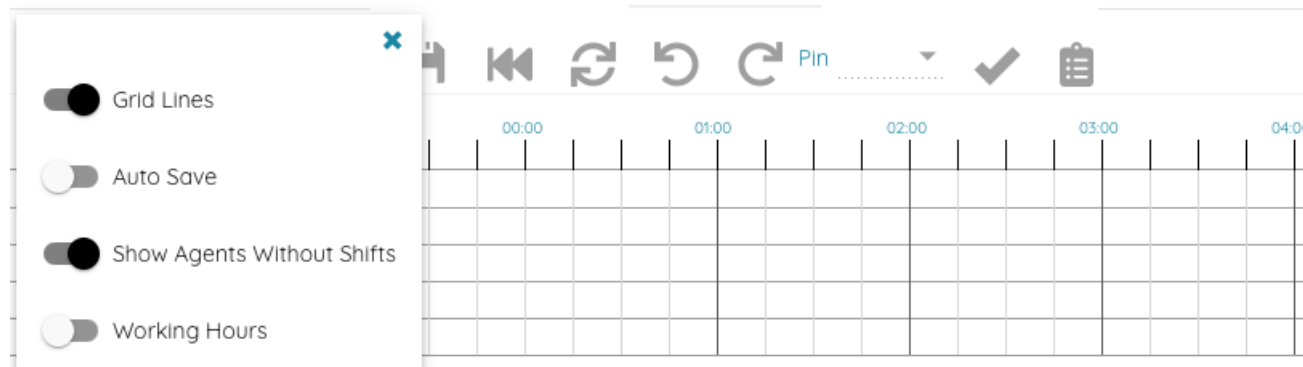 Pin
Grid Lines
00:00 01:00 02:00 03:00
Auto Save
Show Agents Without Shifts
Working Hours